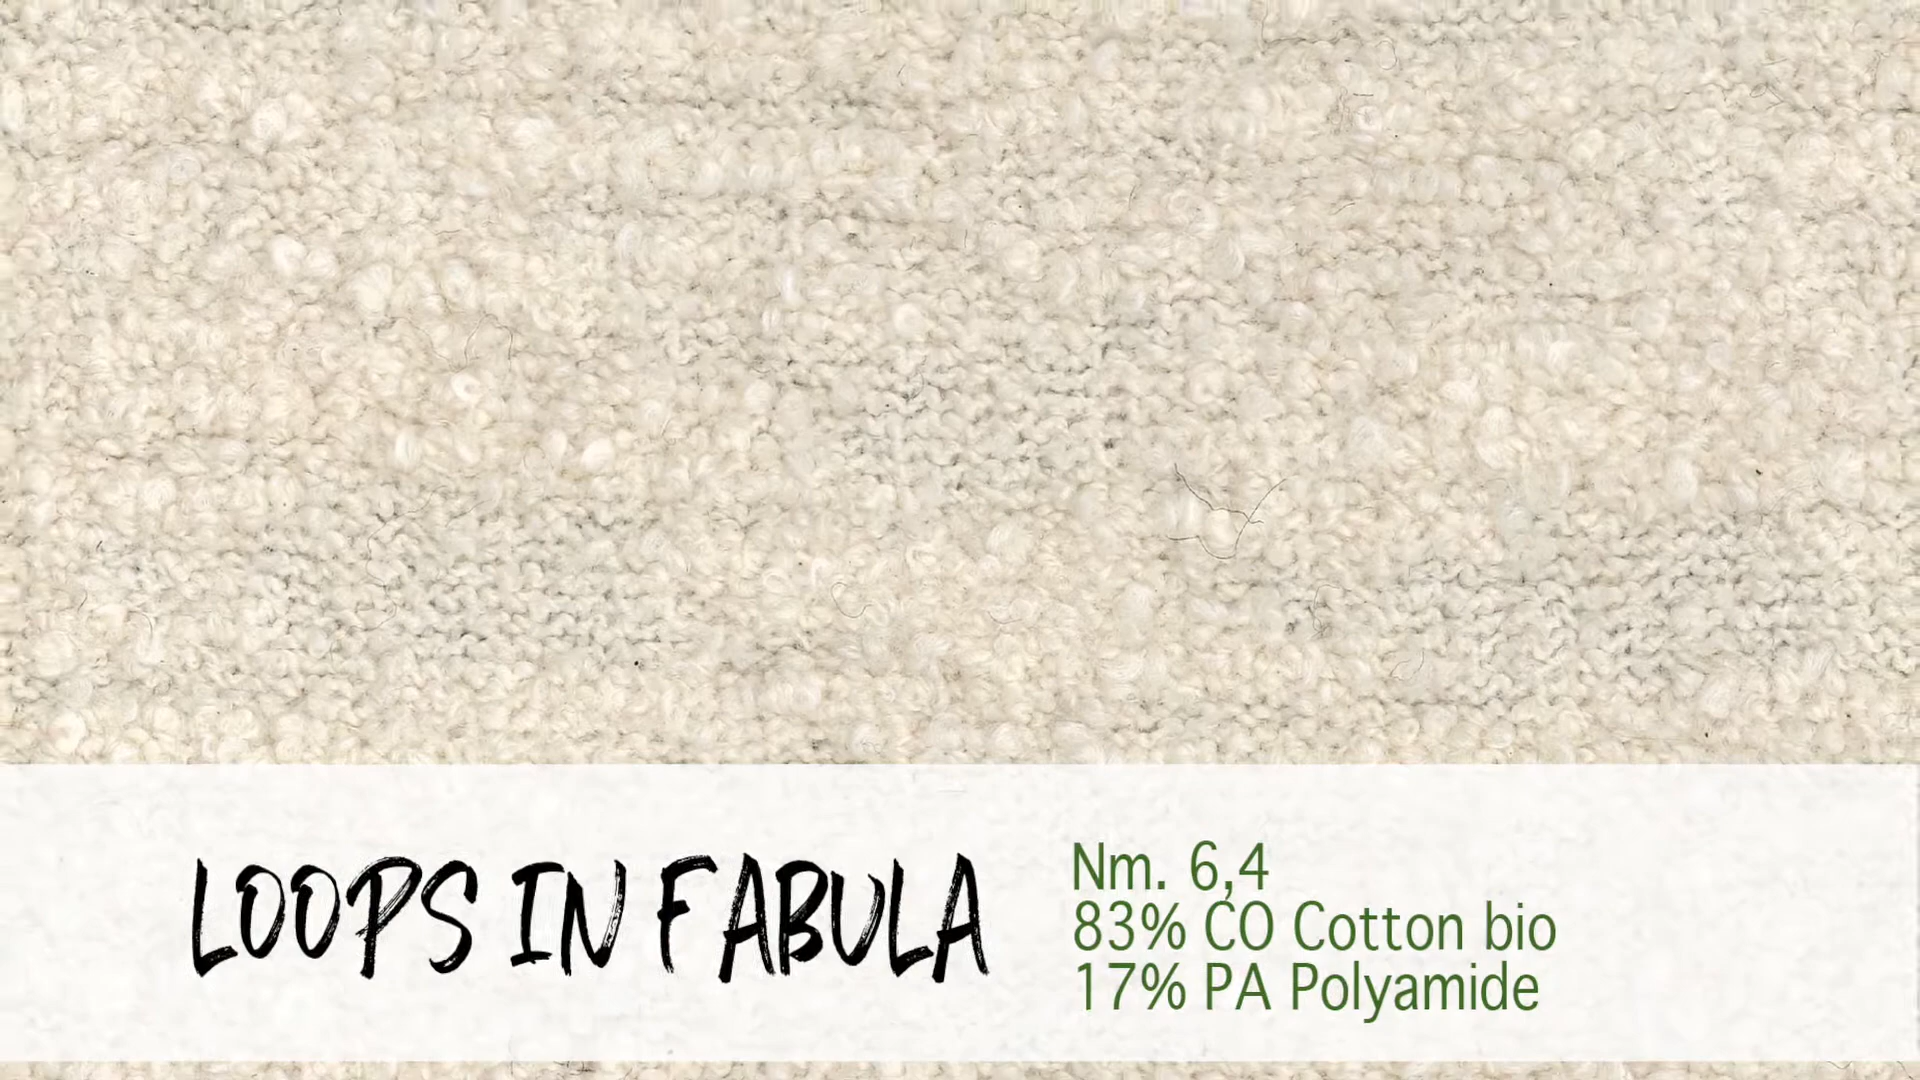 LOOPS IN FABULA
Nm. 6,4
83% CO Cotton bio
17% PA Polyamide